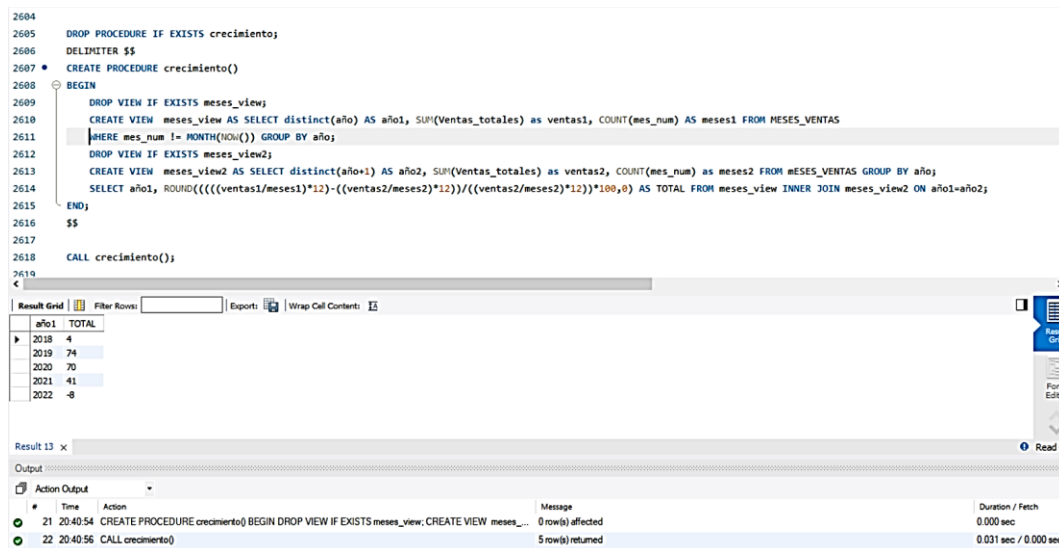 2604
2605 DROP PROCEDURE IF EXISTS crecimiento;
2606 DELIMITER $$
2607 CREATE PROCEDURE crecimiento()
2608 BEGIN
2609 DROP VIEW IF EXISTS meses_view;
2610 CREATE VIEW meses_view AS SELECT distinct(año) AS año1, SUM(Ventas_totales) as ventas1, COUNT(mes_num) AS meses1 FROM MESES_VENTAS
2611 WHERE mes_num != MONTH(NOW()) GROUP BY año;
2612 DROP VIEW IF EXISTS meses_view2;
2613 CREATE VIEW meses_view2 AS SELECT distinct(año+1) AS año2, SUM(Ventas_totales) as ventas2, COUNT(mes_num) as meses2 FROM mESES_VENTAS GROUP BY año;
2614 SELECT año1, ROUND(((((ventas1/meses1)*12)-((ventas2/meses2)*12))/((ventas2/meses2)*12))*100,0) AS TOTAL FROM meses_view INNER JOIN meses_view2 ON año1=año2;
2615 END;
2616 $$
2617
2618 CALL crecimiento();
2619
Result Grid Filter Rows: Export: Wrap Cell Content:
año1 TOTAL
2018 4
2019 74
2020 70
2021 41
2022 -8
Result 13 Read
Output
Action Output
# Time Action Message Duration / Fetch
21 20:40:54 CREATE PROCEDURE crecimiento() BEGIN DROP VIEW IF EXISTS meses_view; CREATE VIEW meses_... 0 row(s) affected 0.000 sec
22 20:40:56 CALL crecimiento() 5 row(s) returned 0.031 sec / 0.000 sec